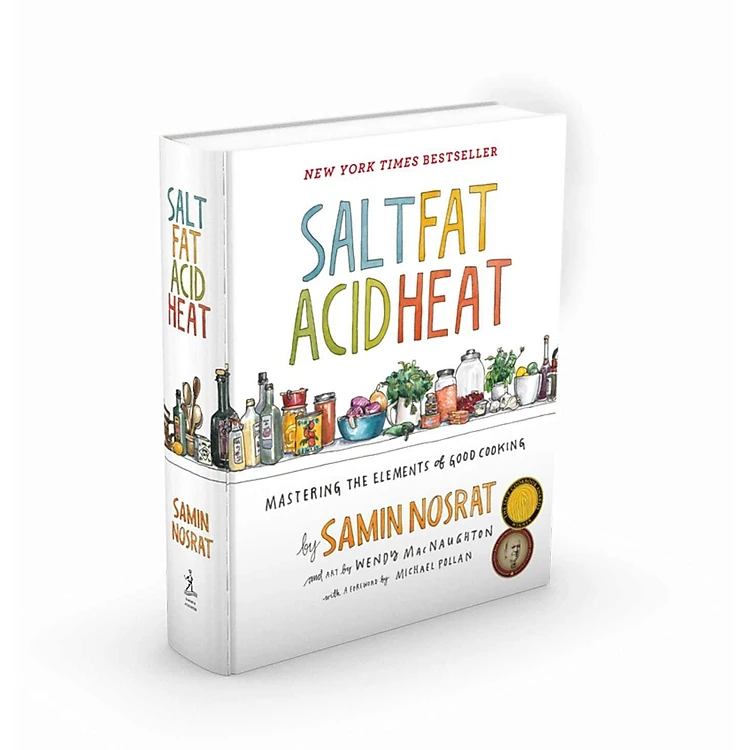 NEW YORK TIMES BESTSELLER
SALT FAT
ACID HEAT
MASTERING THE ELEMENTS of GOOD COOKING
by SAMIN NOSRAT
and ART by WENDY MacNAUGHTON
with A FOREWORD by MICHAEL POLLAN
SALT
FAT
ACID
HEAT
SAMIN
NOSRAT